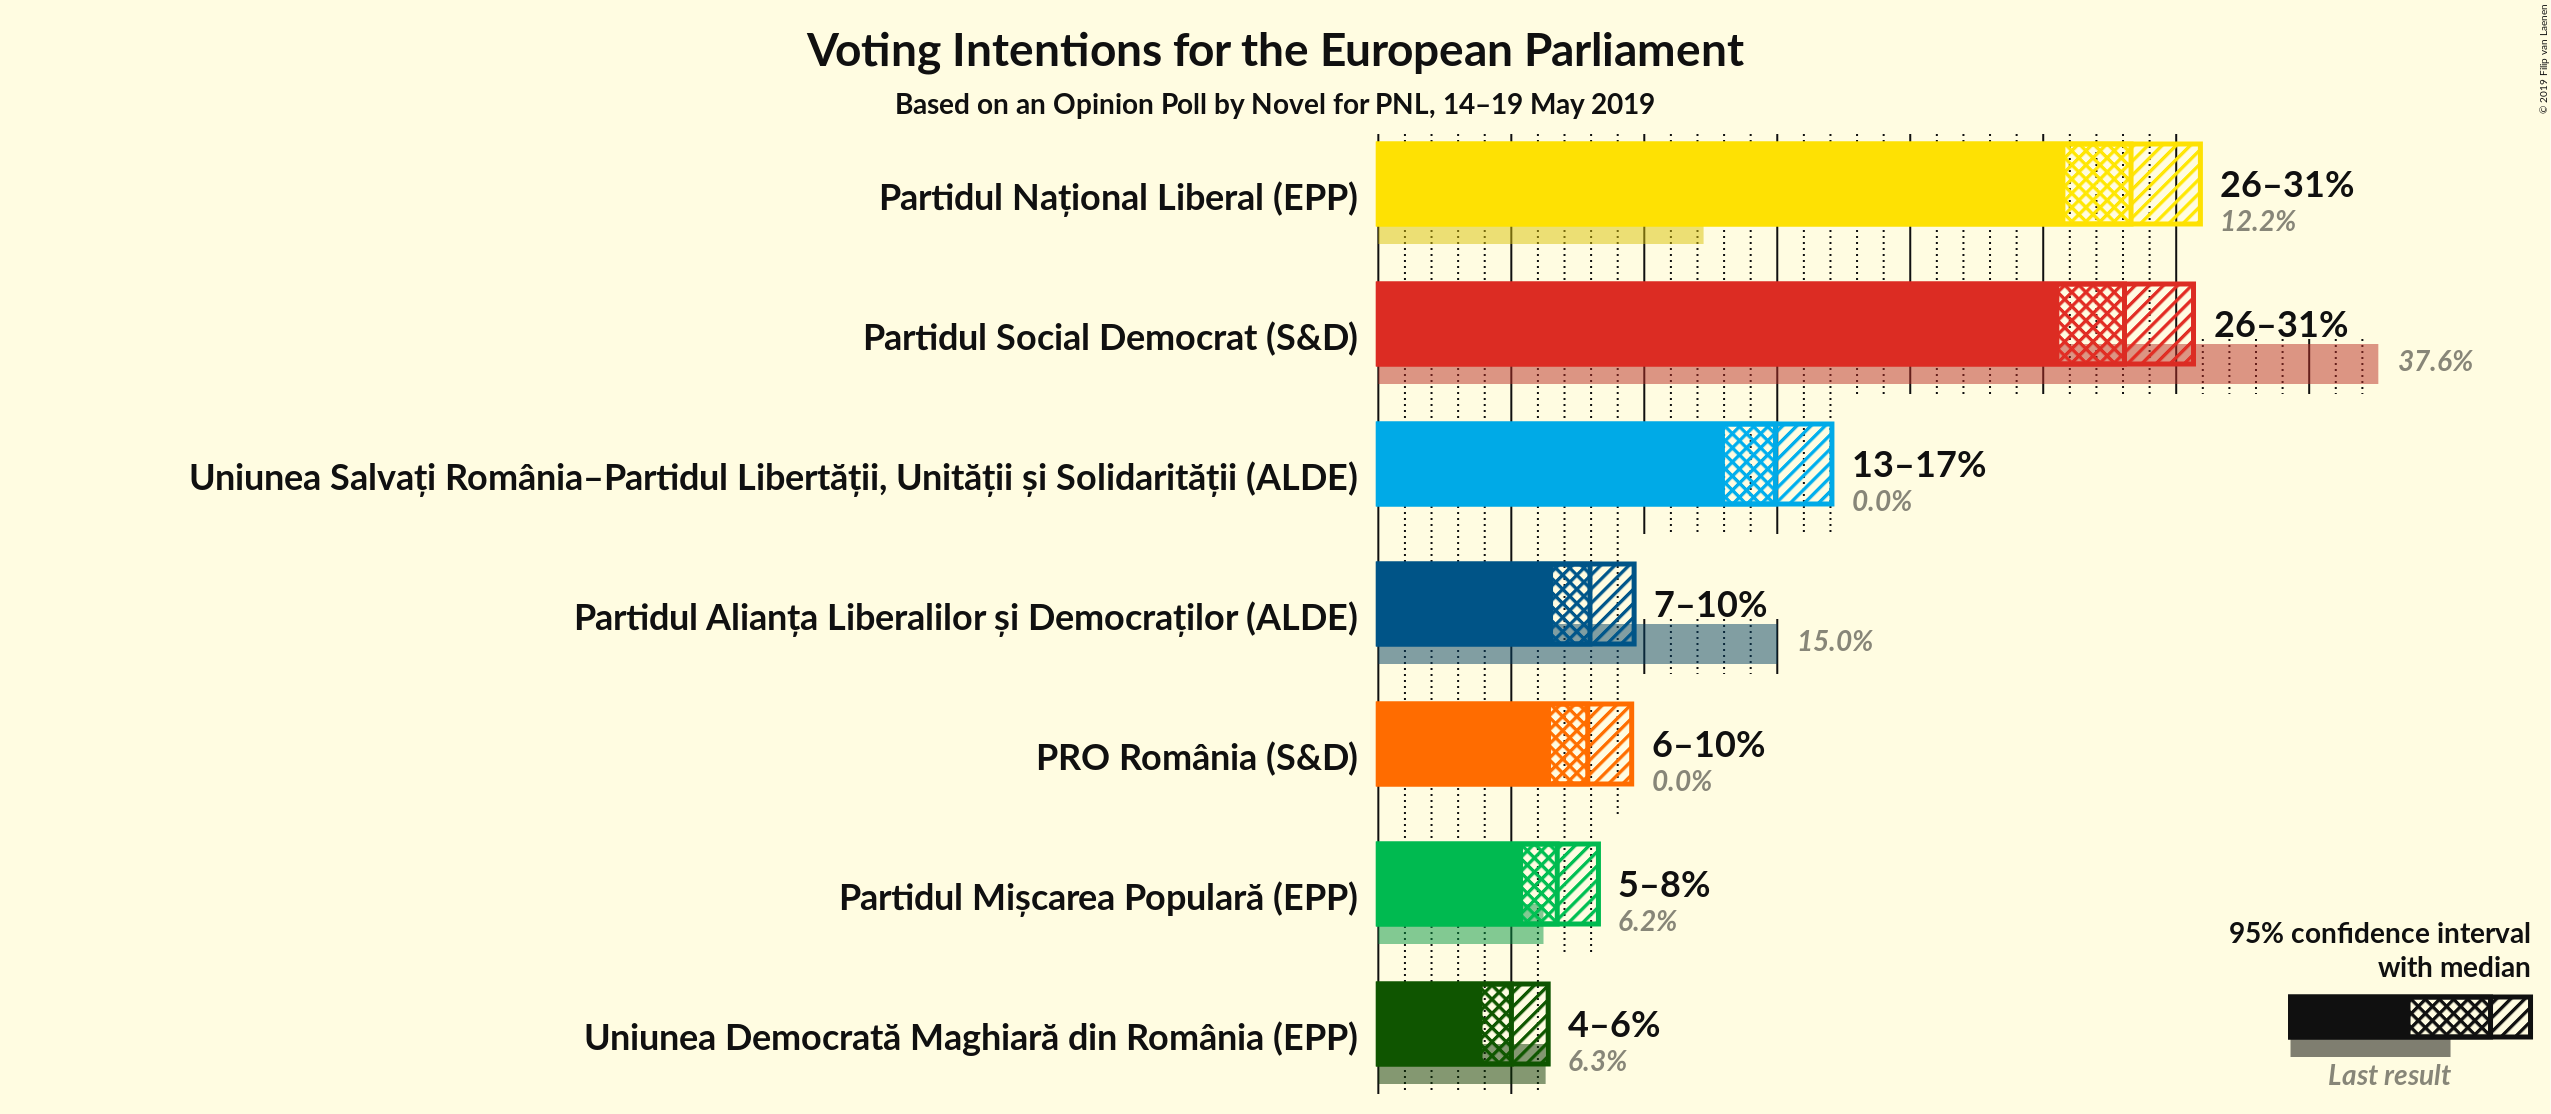 Voting Intentions for the European Parliament
Based on an Opinion Poll by Novel for PNL, 14–19 May 2019
© 2019 Filip van Laenen
Partidul Național Liberal (EPP)
26–31%
12.2%
Partidul Social Democrat (S&D)
26–31%
37.6%
Uniunea Salvați România–Partidul Libertății, Unității și Solidarității (ALDE)
13–17%
0.0%
Partidul Alianța Liberalilor și Democraților (ALDE)
7–10%
15.0%
PRO România (S&D)
6–10%
0.0%
Partidul Mișcarea Populară (EPP)
5–8%
6.2%
Uniunea Democrată Maghiară din România (EPP)
4–6%
6.3%
95% confidence interval
with median
Last result